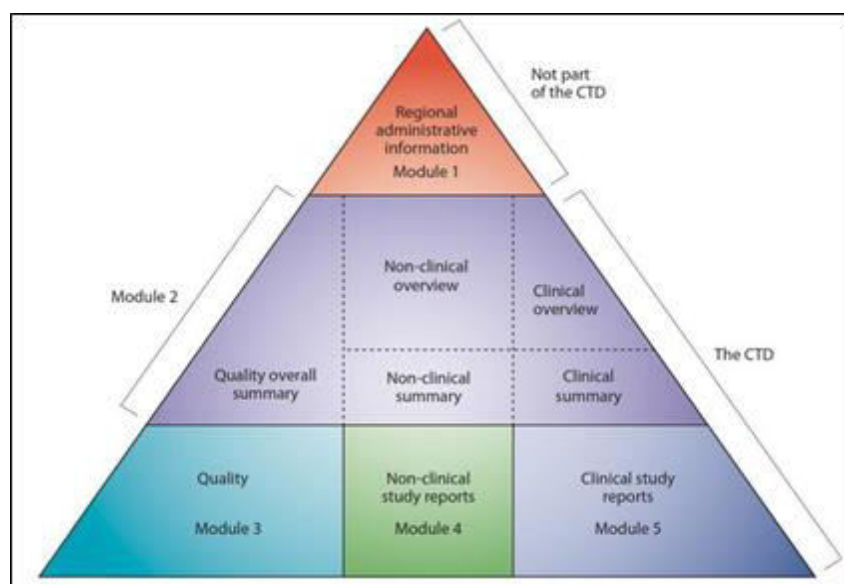 Not part
of the CTD
Regional
administrative
information
Module 1
Module 2
Non-clinical
overview
Clinical
overview
The CTD
Quality overall
summary
Non-clinical
summary
Clinical
summary
Quality
Module 3
Non-clinical
study reports
Module 4
Clinical study
reports
Module 5